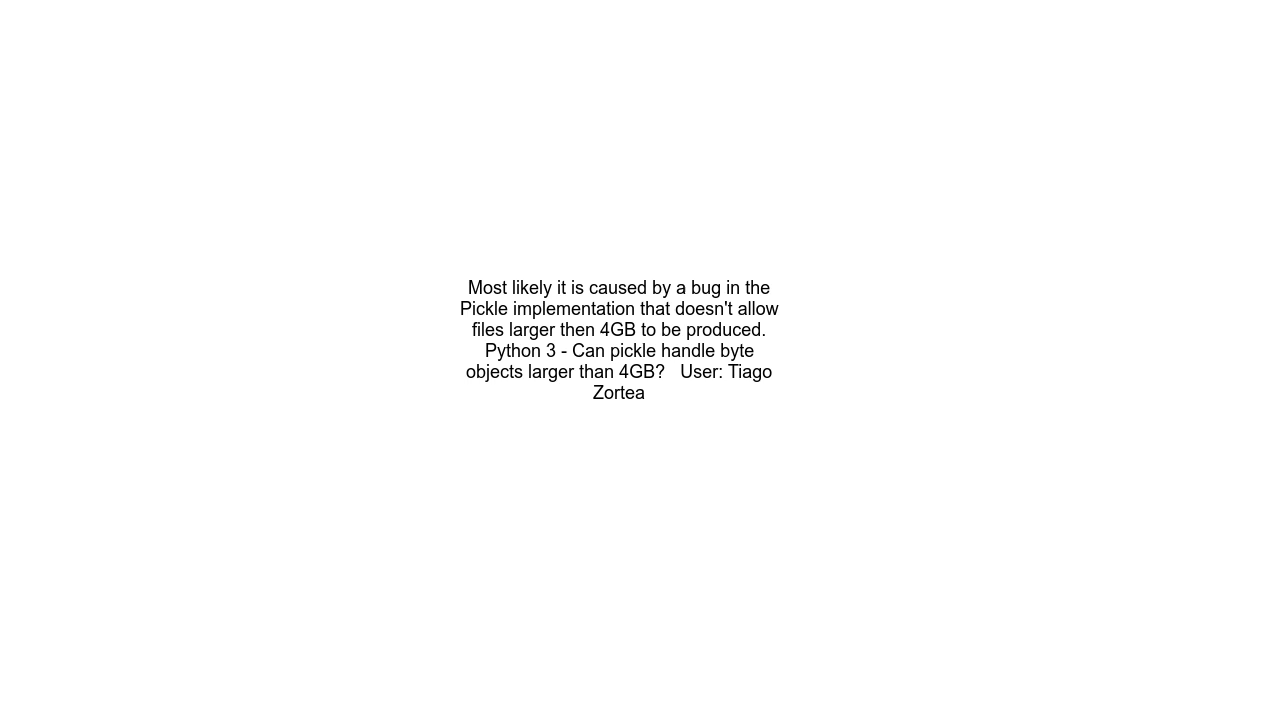 Most likely it is caused by a bug in the
Pickle implementation that doesn't allow
files larger then 4GB to be produced.
Python 3 - Can pickle handle byte
objects larger than 4GB?   User: Tiago
Zortea